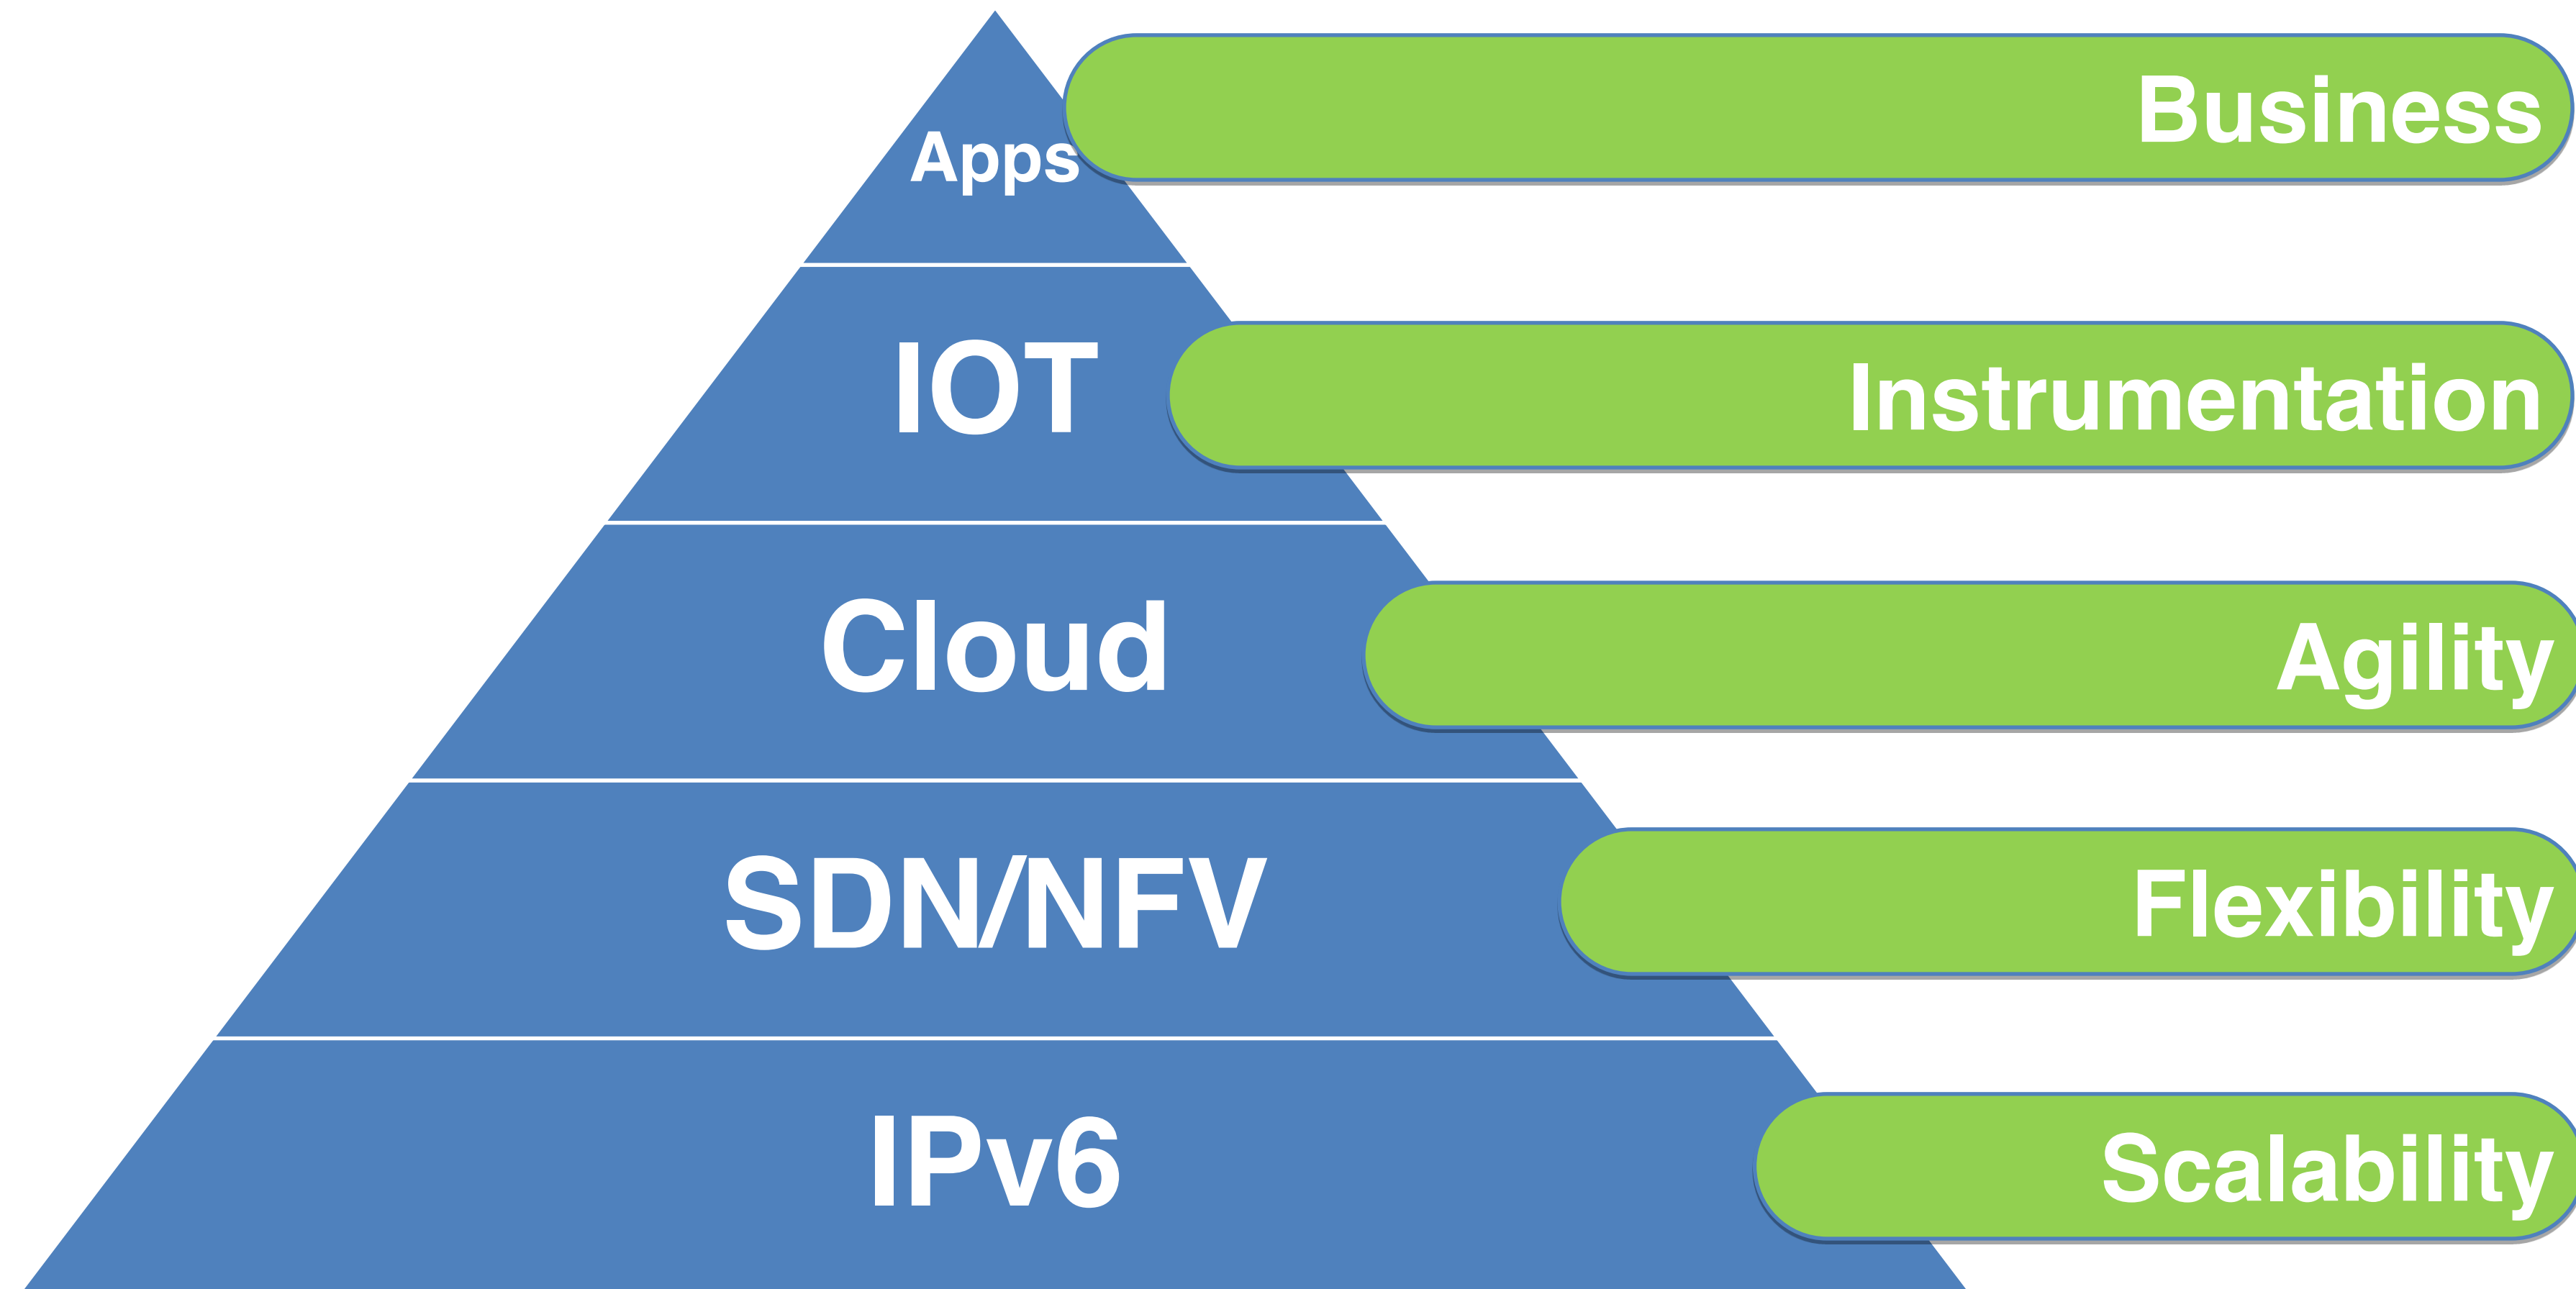 Apps
Business
IOT
Instrumentation
Cloud
Agility
SDN/NFV
Flexibility
IPv6
Scalability